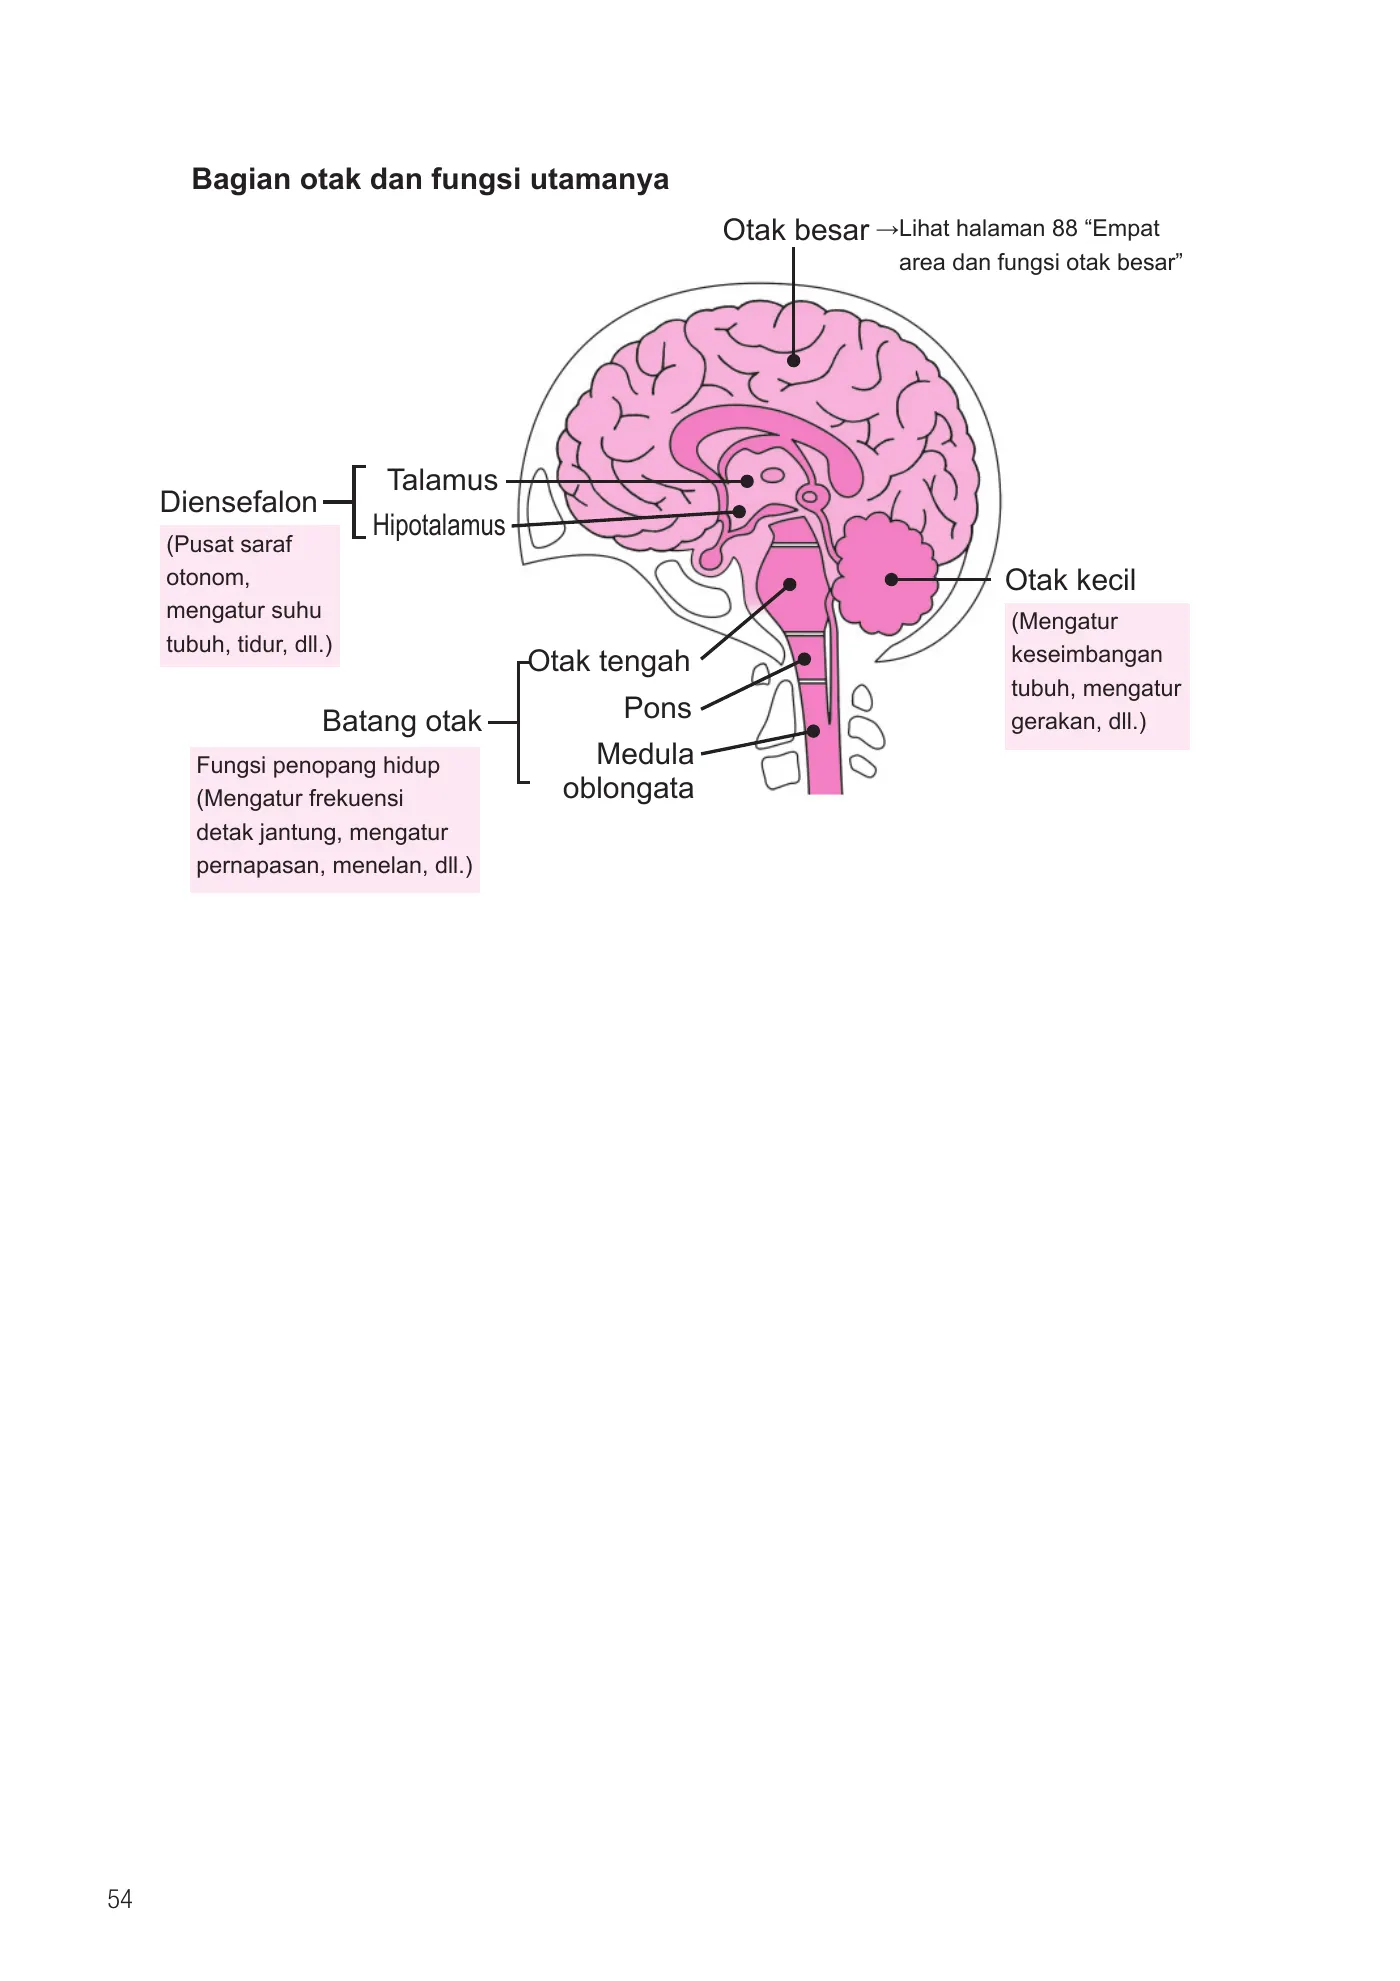 Bagian otak dan fungsi utamanya
Otak besar →Lihat halaman 88 “Empat
area dan fungsi otak besar”
Talamus
Diensefalon
Hipotalamus
(Pusat saraf
otonom,
mengatur suhu
tubuh, tidur, dll.)
Otak kecil
(Mengatur
keseimbangan
tubuh, mengatur
gerakan, dll.)
Otak tengah
Pons
Batang otak
Medula
oblongata
Fungsi penopang hidup
(Mengatur frekuensi
detak jantung, mengatur
pernapasan, menelan, dll.)
54